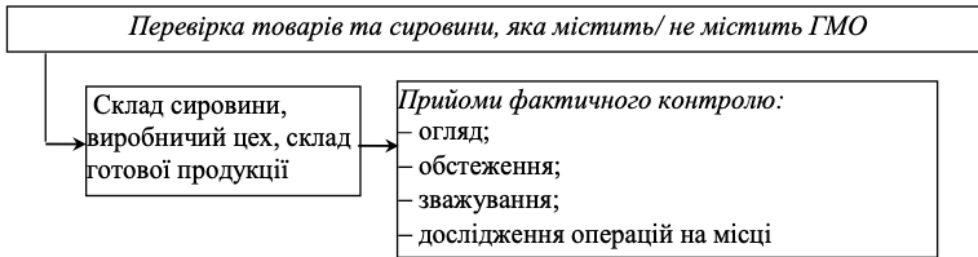 Перевірка товарів та сировини, яка містить/ не містить ГМО
Склад сировини,
виробничий цех, склад
готової продукції
Прийоми фактичного контролю:
– огляд;
– обстеження;
– зважування;
– дослідження операцій на місці